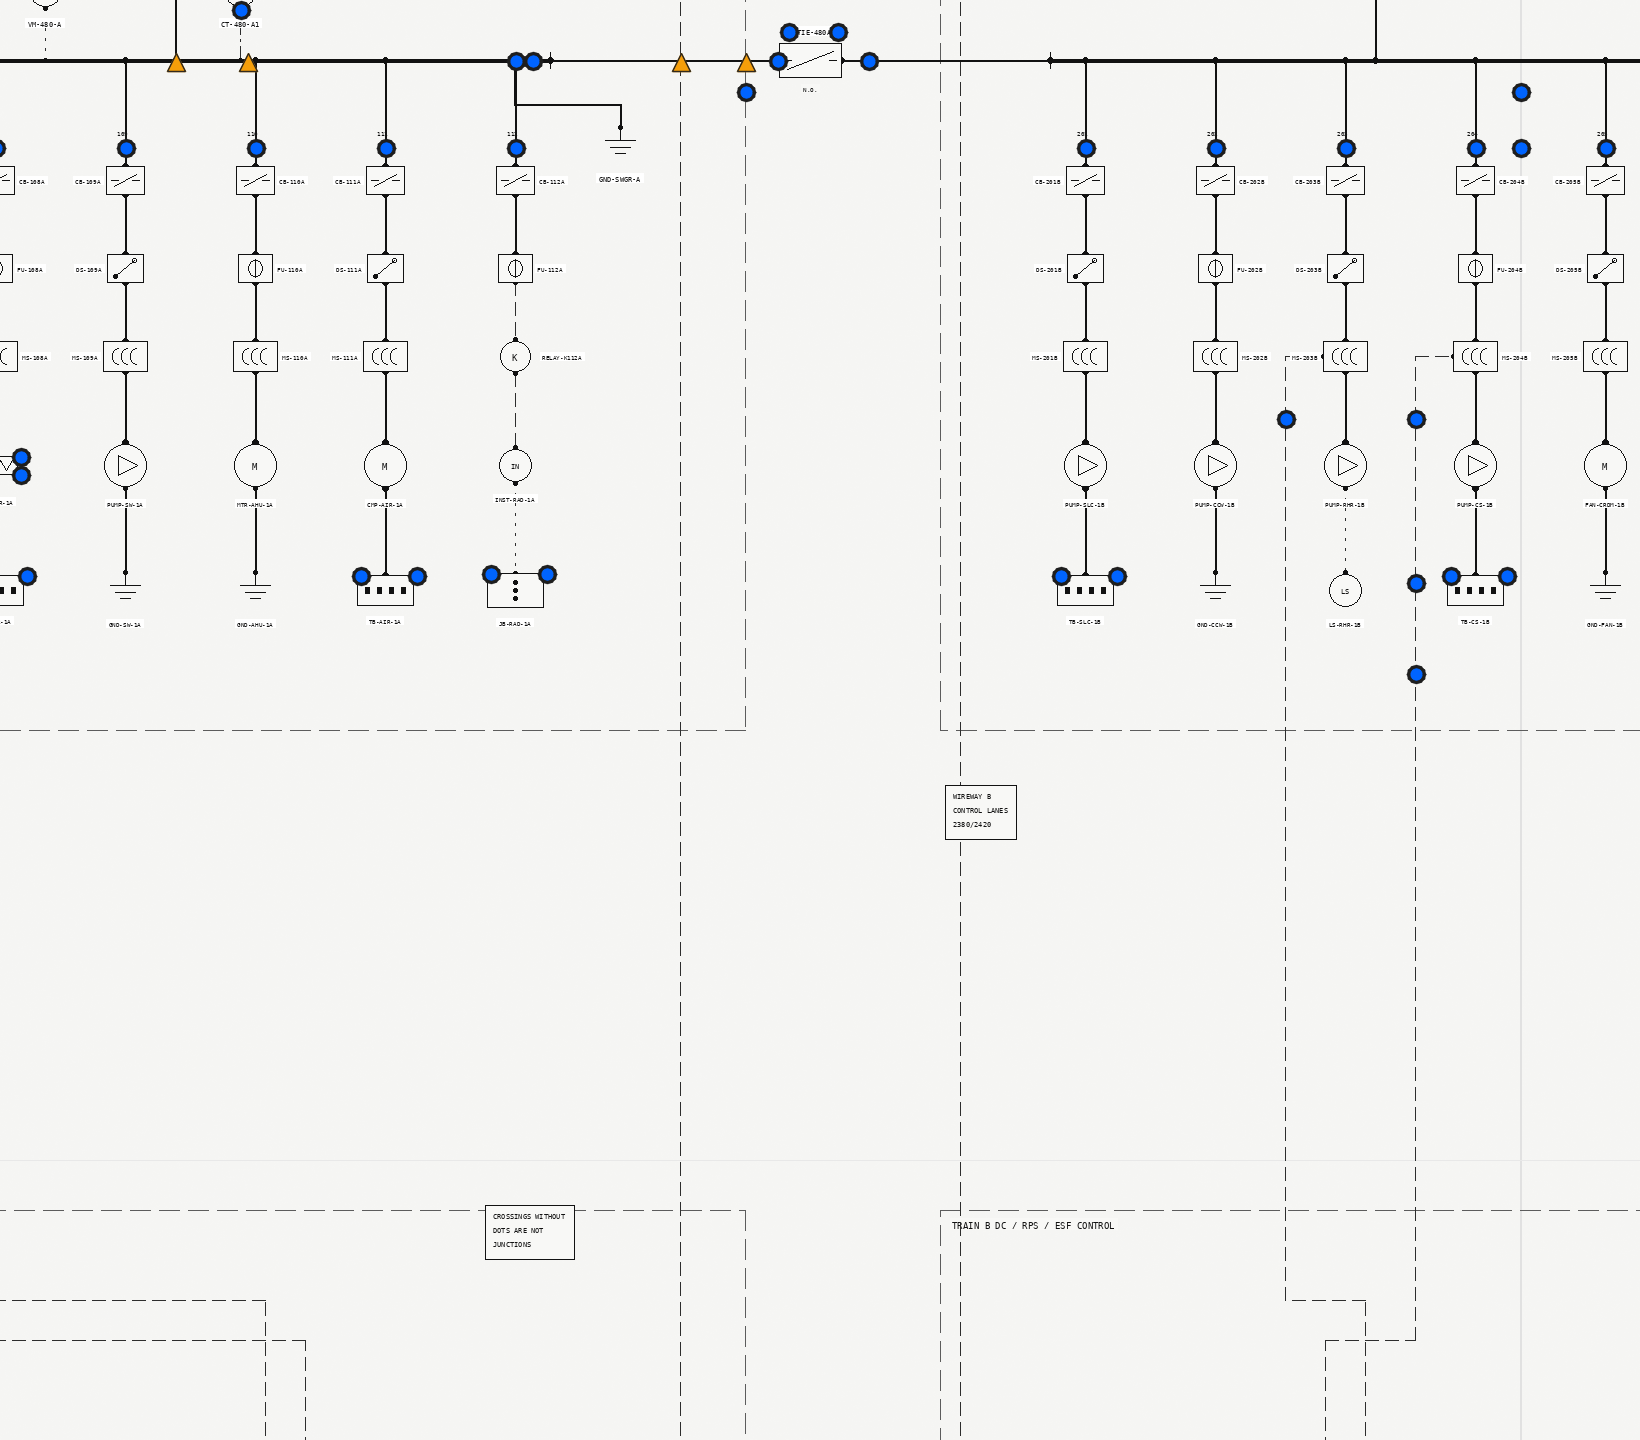 VM-480-A
CT-480-A1
TIE-480
N.O.
GND-SWGR-A
CB-108A
CB-109A
CB-110A
CB-111A
CB-112A
CB-201B
CB-202B
CB-203B
CB-204B
CB-205B
FU-108A
DS-109A
FU-110A
DS-111A
FU-112A
DS-201B
FU-202B
DS-203B
FU-204B
DS-205B
MS-108A
MS-109A
MS-110A
MS-111A
K
RELAY-K112A
MS-201B
MS-202B
MS-203B
MS-204B
MS-205B
M
M
IN
M
R-1A
PUMP-SW-1A
MTR-AHU-1A
CMP-AIR-1A
INST-RAD-1A
PUMP-SLC-1B
PUMP-CCW-1B
PUMP-RHR-1B
PUMP-CS-1B
FAN-CRDM-1B
LS
-1A
GND-SW-1A
GND-AHU-1A
TB-AIR-1A
JB-RAD-1A
TB-SLC-1B
GND-CCW-1B
LS-RHR-1B
TB-CS-1B
GND-FAN-1B
WIREWAY B
CONTROL LANES
2380/2420
CROSSINGS WITHOUT
DOTS ARE NOT
JUNCTIONS
TRAIN B DC / RPS / ESF CONTROL